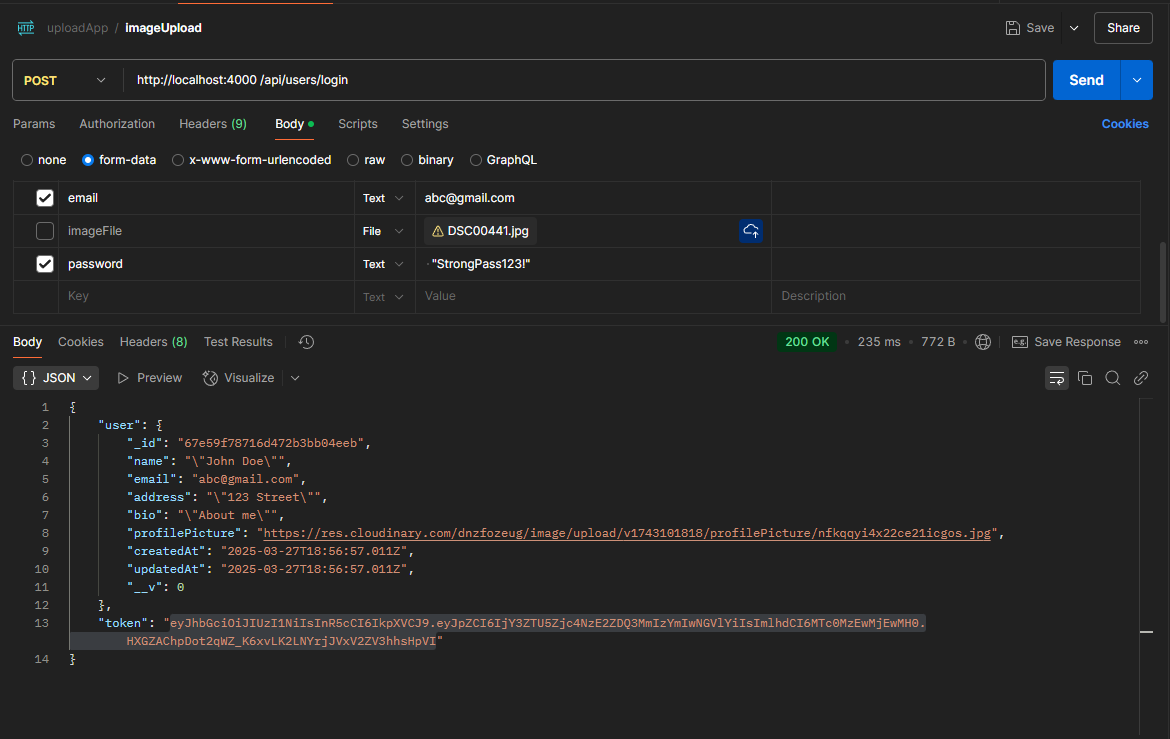 HTTP uploadApp / imageUpload Save Share
POST http://localhost:4000 /api/users/login Send
Params Authorization Headers (9) Body Scripts Settings Cookies
none form-data x-www-form-urlencoded raw binary GraphQL
email Text abc@gmail.com
imageFile File DSC00441.jpg
password Text "StrongPass123!"
Key Text Value Description
Body Cookies Headers (8) Test Results 200 OK 235 ms 772 B e.g. Save Response
{} JSON Preview Visualize
1 {
2 "user": {
3 "_id": "67e59f78716d472b3bb04eeb",
4 "name": "\"John Doe\"",
5 "email": "abc@gmail.com",
6 "address": "\"123 Street\"",
7 "bio": "\"About me\"",
8 "profilePicture": "https://res.cloudinary.com/dnzfozeug/image/upload/v1743101818/profilePicture/nfkqqyi4x22ce21icgos.jpg",
9 "createdAt": "2025-03-27T18:56:57.011Z",
10 "updatedAt": "2025-03-27T18:56:57.011Z",
11 "__v": 0
12 },
13 "token": "eyJhbGciOiJIUzI1NiIsInR5cCI6IkpXVCJ9.eyJpZCI6IjY3ZTU5Zjc4NzE2ZDQ3MmIzYmIwNGVlYiIsImlhdCI6MTc0MzEwMjEwMH0.
HXGZAChpDot2qWZ_K6xvLK2LNYrjJVxV2ZV3hhsHpVI"
14 }